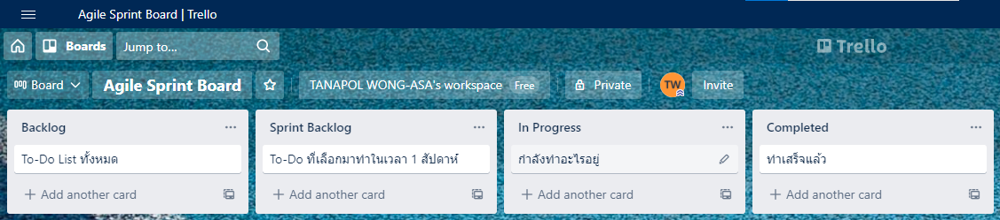 Agile Sprint Board | Trello
Boards
Jump to...
Trello
Board
Agile Sprint Board
TANAPOL WONG-ASA's workspace Free
Private
TW
Invite
Backlog
To-Do List ทั้งหมด
+ Add another card
Sprint Backlog
To-Do ที่เลือกมาทำในเวลา 1 สัปดาห์
+ Add another card
In Progress
กำลังทำอะไรอยู่
+ Add another card
Completed
ทำเสร็จแล้ว
+ Add another card